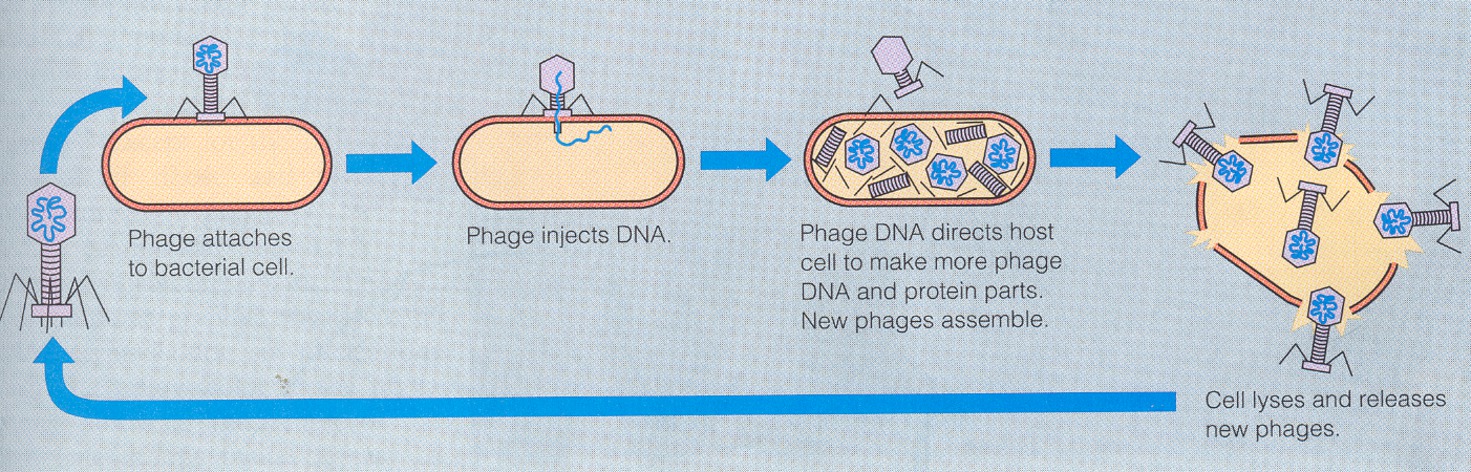 Phage attaches
to bacterial cell.
Phage injects DNA.
Phage DNA directs host
cell to make more phage
DNA and protein parts.
New phages assemble.
Cell lyses and releases
new phages.